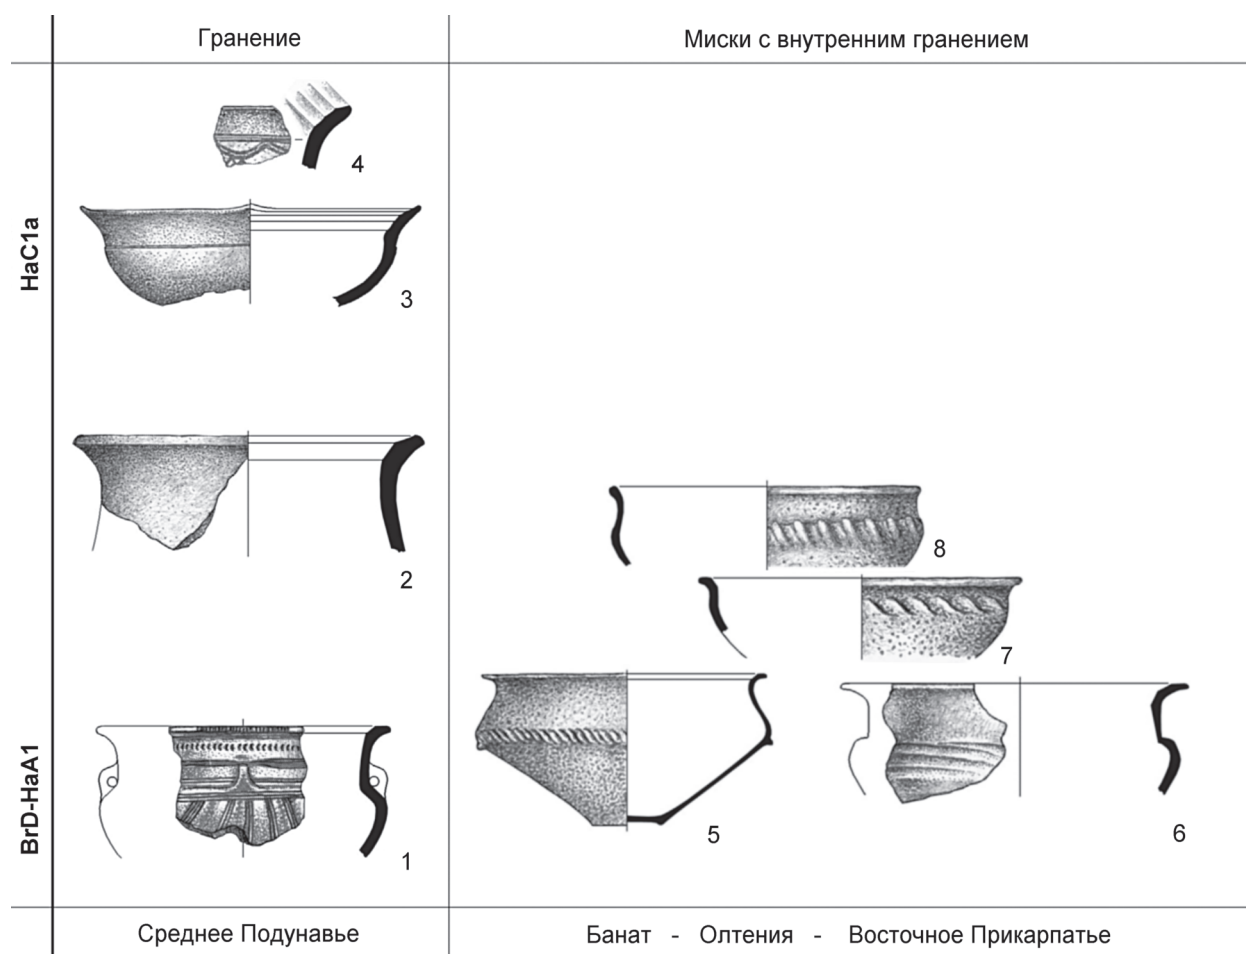 Гранение
Миски с внутренним гранением
HaC1a
4
3
2
8
7
BrD-HaA1
1
5
6
Среднее Подунавье
Банат - Олтения - Восточное Прикарпатье